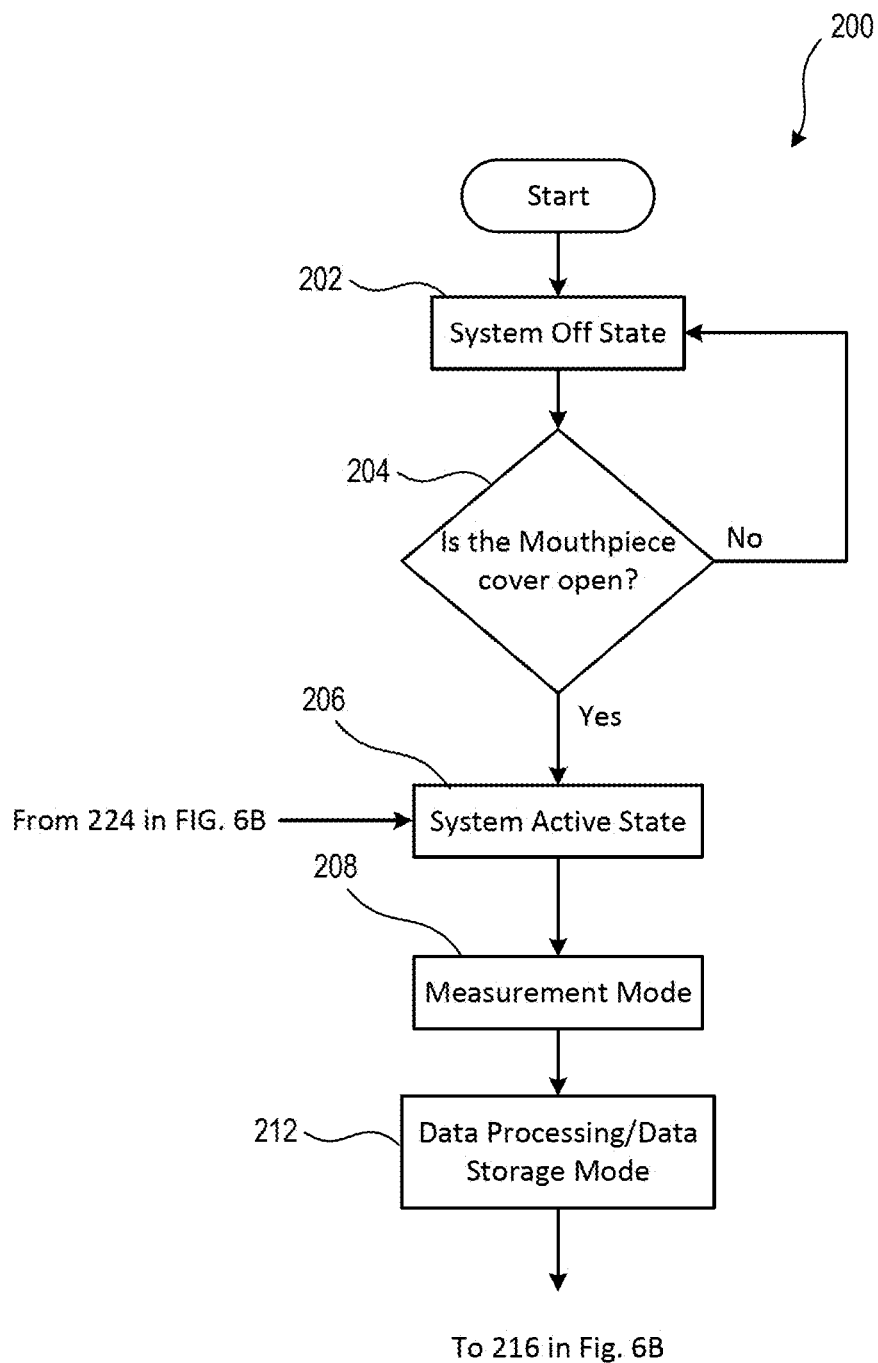 200
Start
202
System Off State
204
Is the Mouthpiece
cover open?
No
Yes
206
From 224 in FIG. 6B
System Active State
208
Measurement Mode
212
Data Processing/Data
Storage Mode
To 216 in Fig. 6B